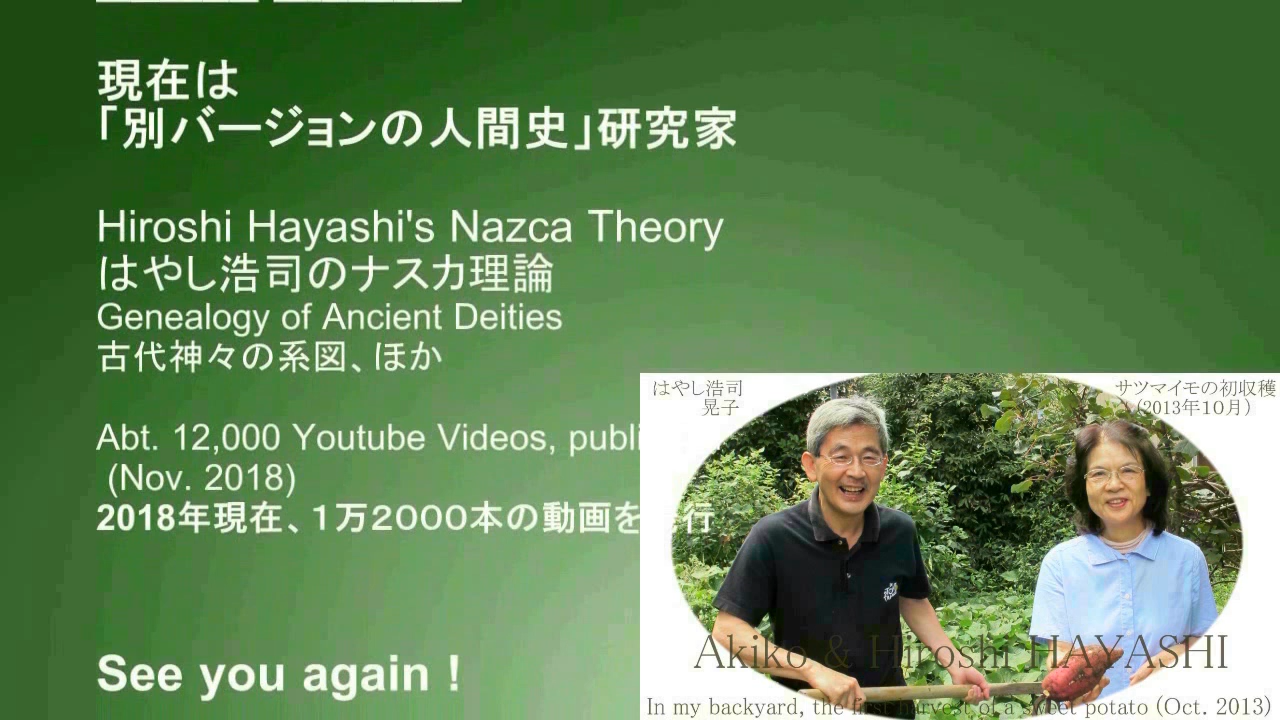 現在は
「別バージョンの人間史」研究家
Hiroshi Hayashi's Nazca Theory
はやし浩司のナスカ理論
Genealogy of Ancient Deities
古代神々の系図、ほか
Abt. 12,000 Youtube Videos, publi
(Nov. 2018)
2018年現在、１万２０００本の動画を 行
See you again !
はやし浩司
晃子
サツマイモの初収穫
(2013年１０月)
Akiko & Hiroshi HAYASHI
In my backyard, the first harvest of a sweet potato (Oct. 2013)